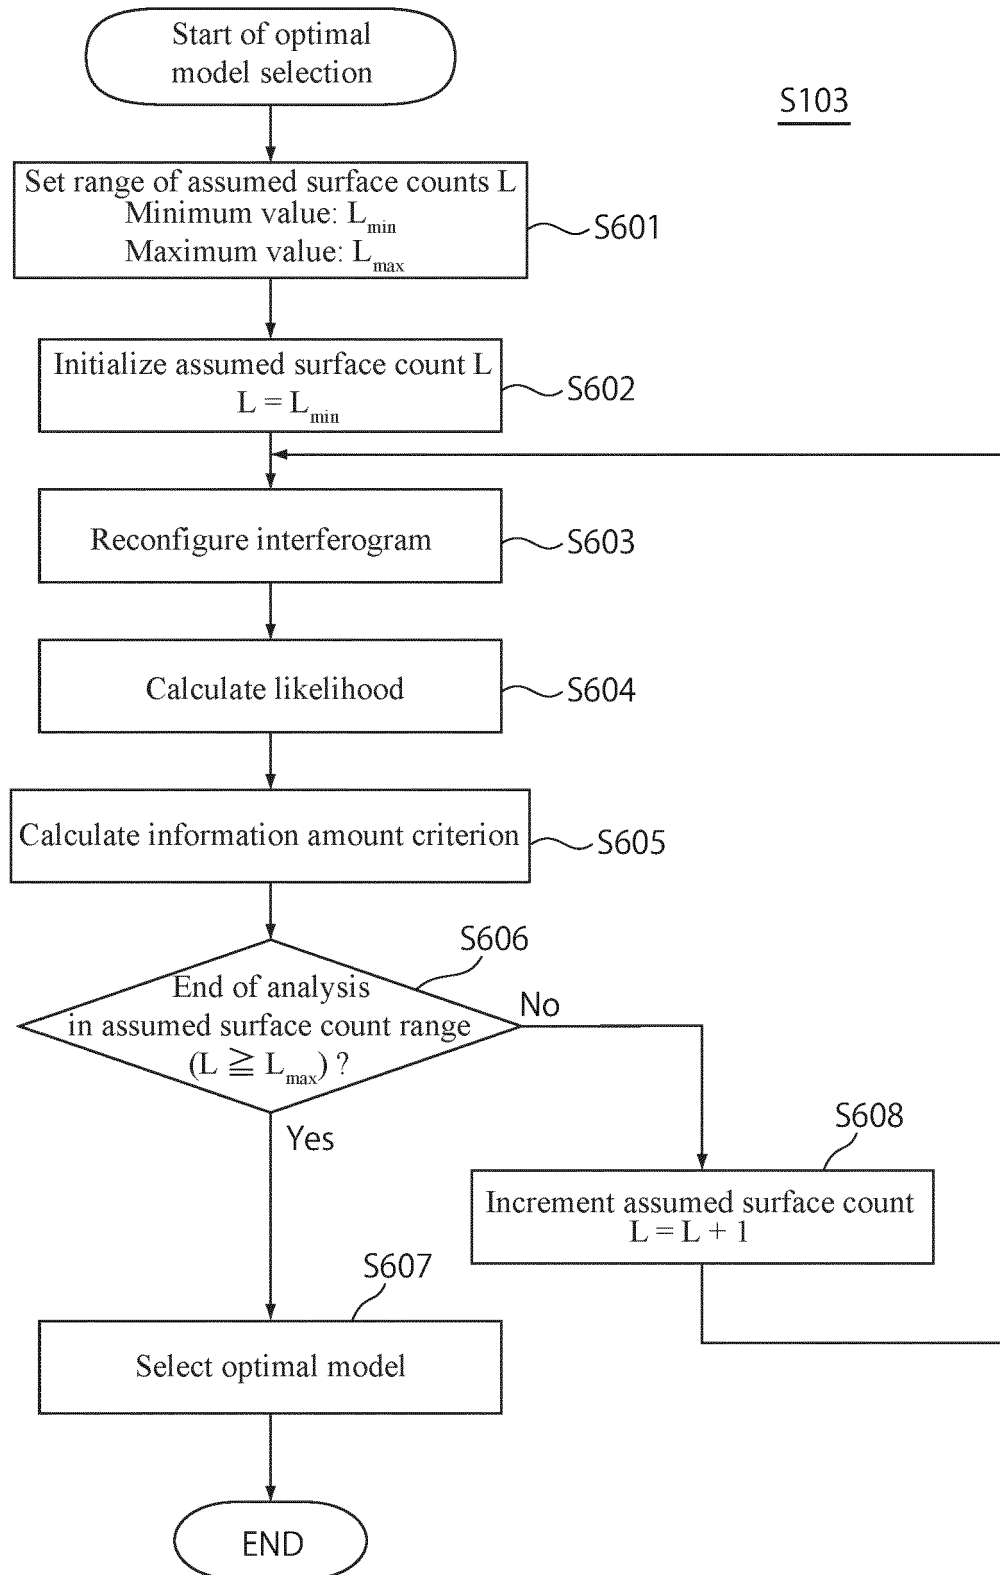 Start of optimal
model selection
S103
Set range of assumed surface counts L
Minimum value: Lmin
Maximum value: Lmax
S601
Initialize assumed surface count L
L = Lmin
S602
Reconfigure interferogram
S603
Calculate likelihood
S604
Calculate information amount criterion
S605
S606
End of analysis
in assumed surface count range
(L ≧ Lmax) ?
No
Yes
S608
Increment assumed surface count
L = L + 1
S607
Select optimal model
END